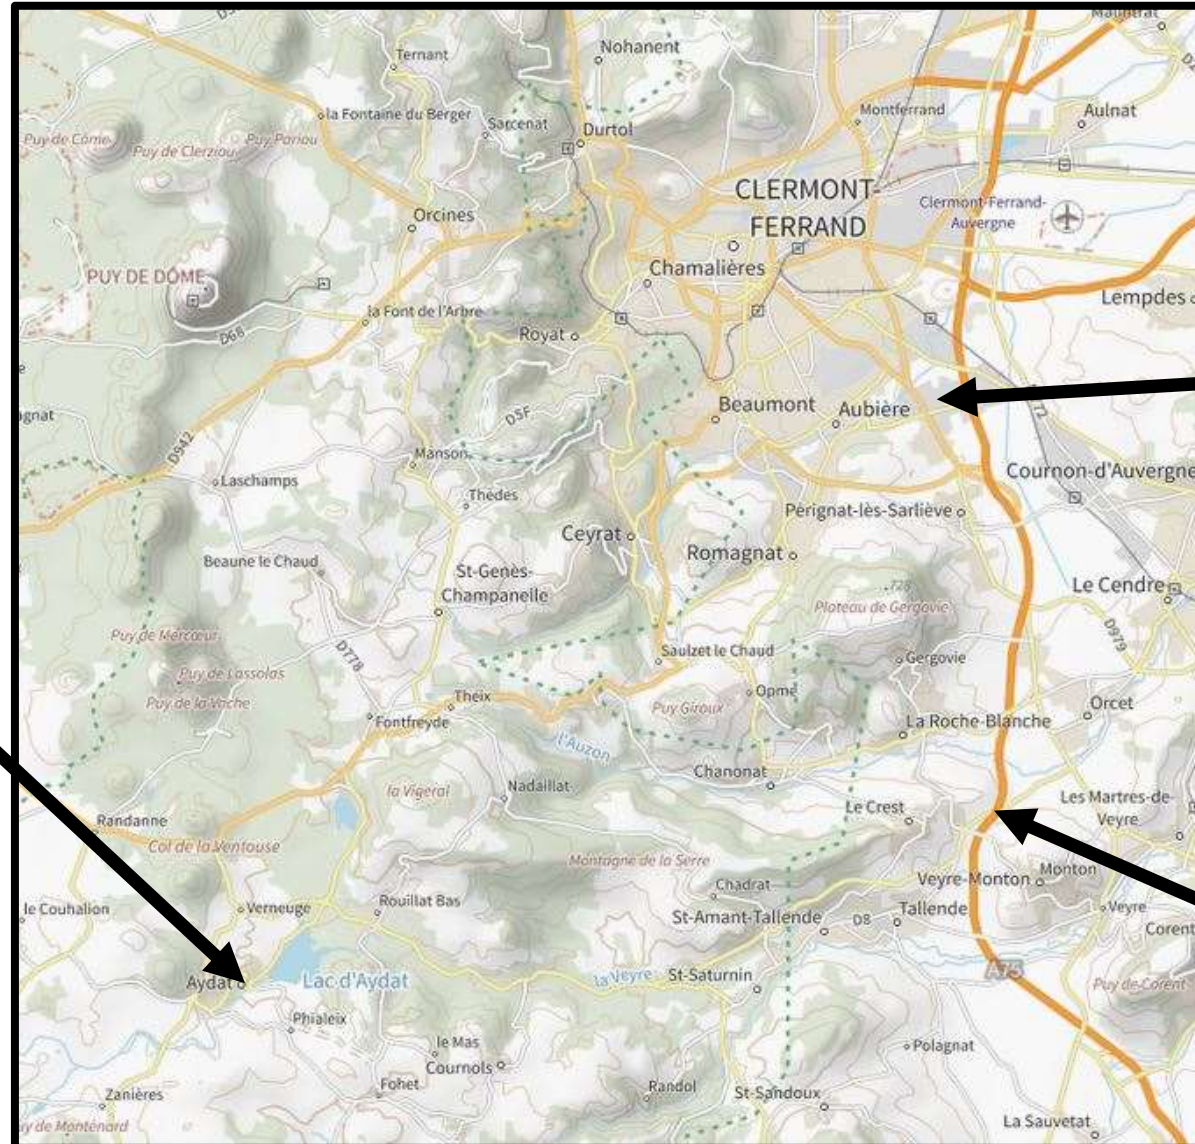 Nohanent
Ternant
la Fontaine du Berger
Sarcenat
Durtol
Montferrand
Aulnat
Puy de Côme
Puy de Clerziou
Puy Pariou
CLERMONT-
FERRAND
Clermont-Ferrand-
Auvergne
Orcines
Chamalières
PUY DE DÔME
Lempdes
la Font de l'Arbre
D68
Royat
Beaumont
Aubière
D5F
D942
Manson
Laschamps
Cournon-d'Auvergne
Thèdes
Pérignat-lès-Sarliève
Ceyrat
Romagnat
Beaune le Chaud
St-Genès-
Champanelle
728
Le Cendre
Plateau de Gergovie
Puy de Mercœur
D778
D979
Saulzet le Chaud
Gergovie
Puy de Lassolas
Puy de la Vache
Theix
Opme
Puy Giroux
Orcet
Fontfreyde
La Roche-Blanche
l'Auzon
Chanonat
Nadaillat
la Vigeral
Le Crest
Les Martres-de-
Veyre
Randanne
Col de la Ventouse
Montagne de la Serre
Monton
Veyre-Monton
Chadrat
le Couhalion
Verneuge
Rouillat Bas
St-Amant-Tallende
D8
Tallende
Veyre
Corent
A75
Aydat
Lac d'Aydat
la Veyre
St-Saturnin
Puy de Corent
Phialeix
le Mas
Cournols
Polagnat
Zanières
Fohet
Randol
St-Sandoux
La Sauvetat
uy de Monténard